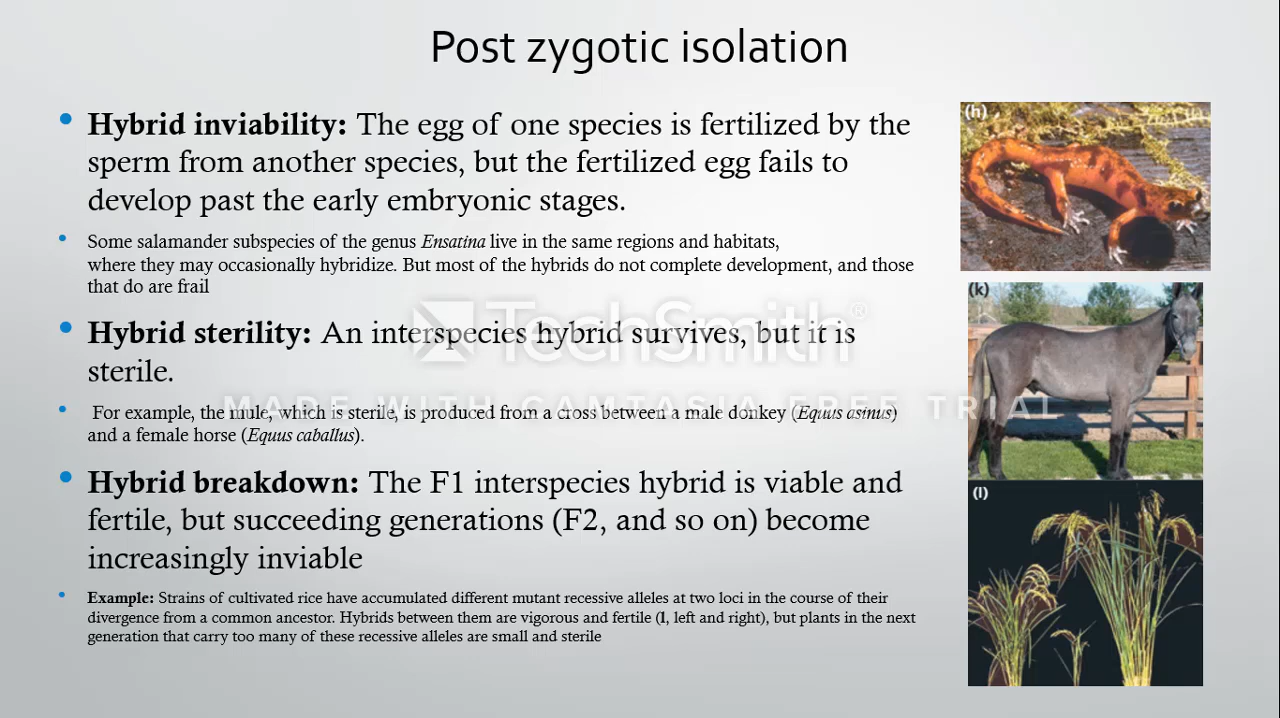 Post zygotic isolation
(h)
• Hybrid inviability: The egg of one species is fertilized by the
sperm from another species, but the fertilized egg fails to
develop past the early embryonic stages.
• Some salamander subspecies of the genus Ensatina live in the same regions and habitats,
where they may occasionally hybridize. But most of the hybrids do not complete development, and those
that do are frail
(k)
TechSmith®
• Hybrid sterility: An interspecies hybrid survives, but it is
sterile.
MADE WITH CAMTASIA FREE TRIAL
• For example, the mule, which is sterile, is produced from a cross between a male donkey (Equus asinus)
and a female horse (Equus caballus).
• Hybrid breakdown: The F1 interspecies hybrid is viable and
fertile, but succeeding generations (F2, and so on) become
increasingly inviable
(l)
• Example: Strains of cultivated rice have accumulated different mutant recessive alleles at two loci in the course of their
divergence from a common ancestor. Hybrids between them are vigorous and fertile (l, left and right), but plants in the next
generation that carry too many of these recessive alleles are small and sterile